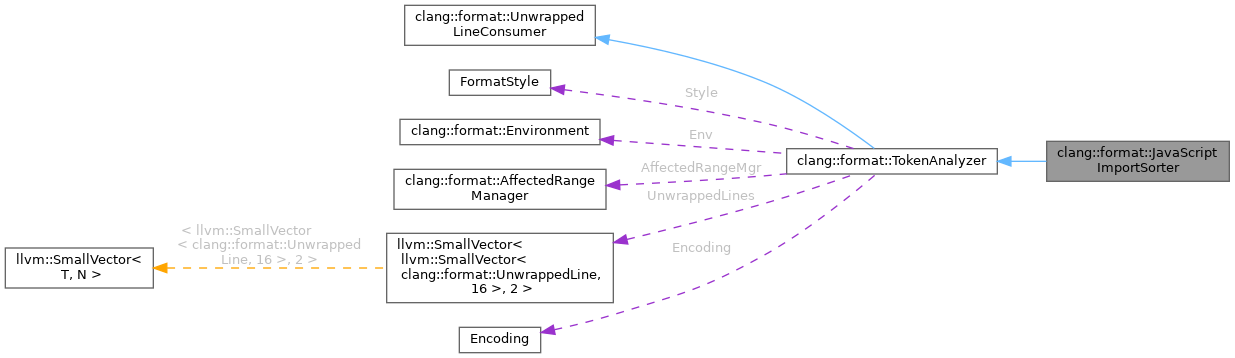 clang::format::Unwrapped
LineConsumer
FormatStyle
Style
clang::format::Environment
Env
clang::format::TokenAnalyzer
clang::format::JavaScript
ImportSorter
clang::format::AffectedRange
Manager
AffectedRangeMgr
UnwrappedLines
llvm::SmallVector<
T, N >
< llvm::SmallVector
< clang::format::Unwrapped
Line, 16 >, 2 >
llvm::SmallVector<
llvm::SmallVector<
clang::format::UnwrappedLine,
16 >, 2 >
Encoding
Encoding